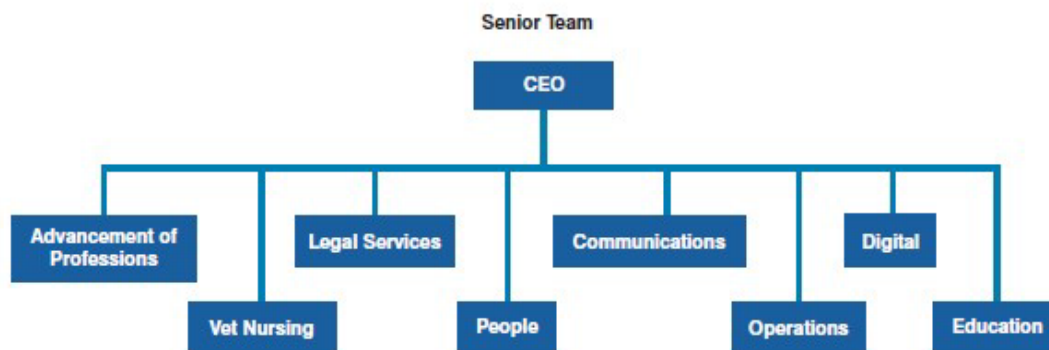 Senior Team
CEO
Advancement of
Professions
Legal Services
Communications
Digital
Vet Nursing
People
Operations
Education